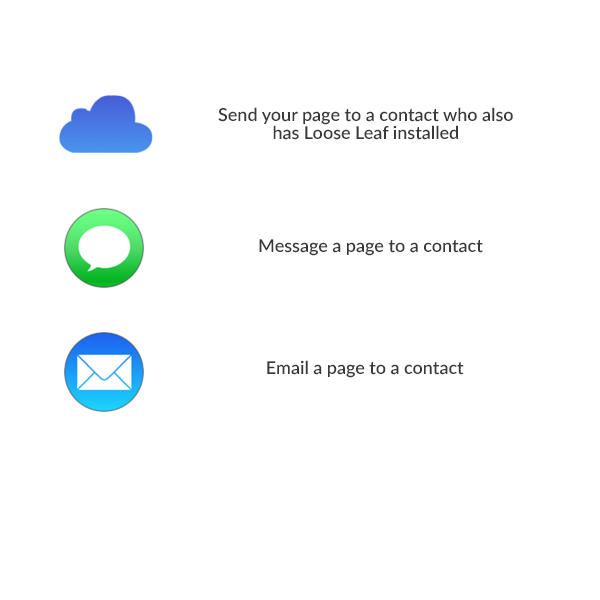 Send your page to a contact who also
has Loose Leaf installed
Message a page to a contact
Email a page to a contact